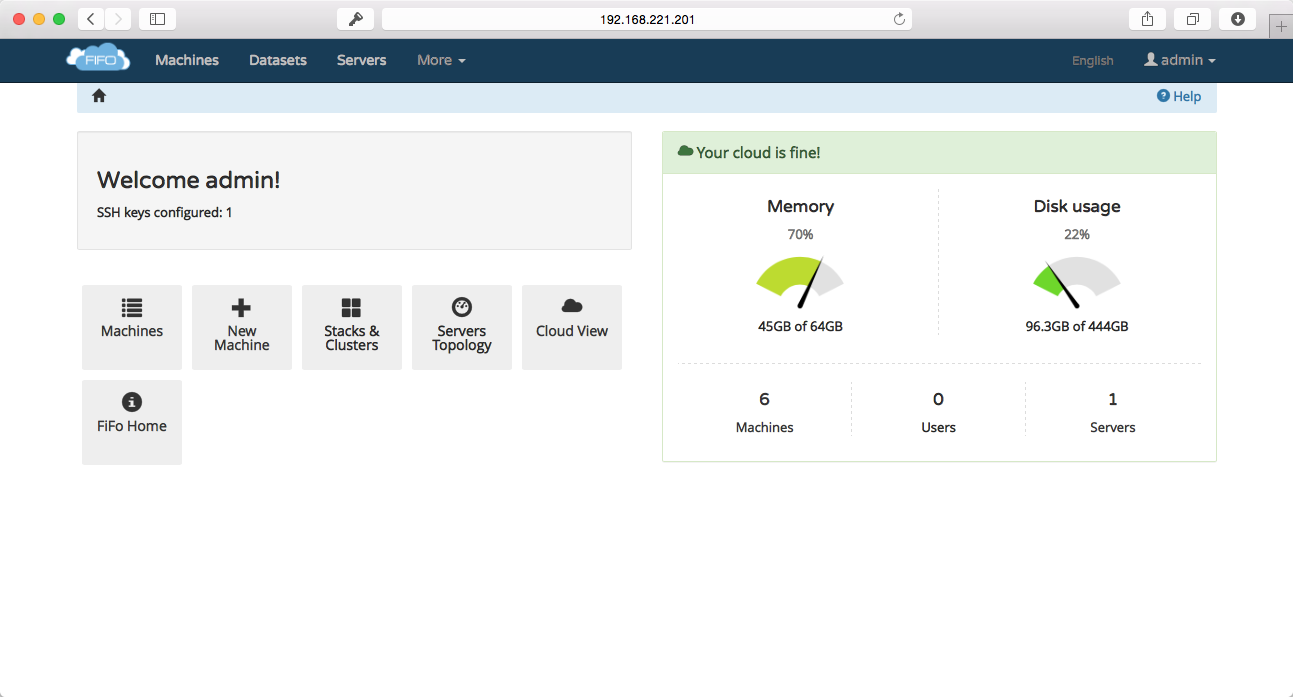 192.168.221.201
FIFO Machines Datasets Servers More English admin
Help
Welcome admin!
SSH keys configured: 1
Machines
New
Machine
Stacks &
Clusters
Servers
Topology
Cloud View
FiFo Home
Your cloud is fine!
Memory
70%
45GB of 64GB
Disk usage
22%
96.3GB of 444GB
6
Machines
0
Users
1
Servers